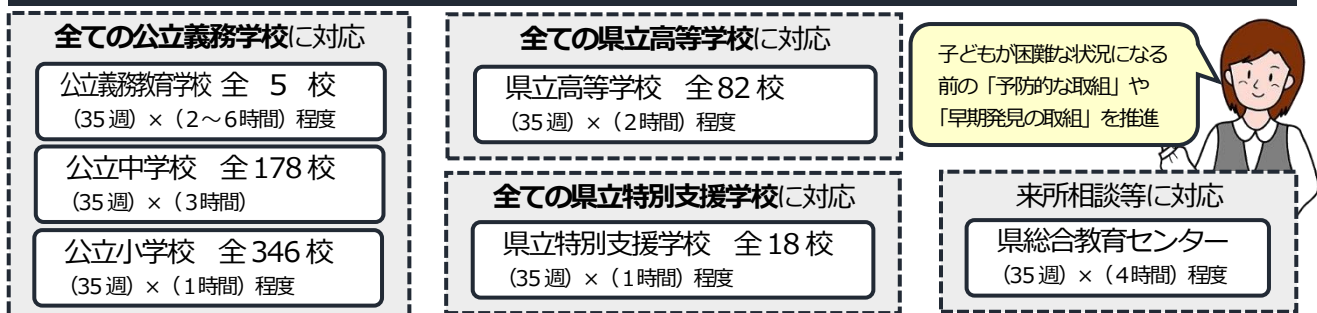 全ての公立義務学校に対応
公立義務教育学校 全 5 校
（35週）×（2～6時間）程度
公立中学校 全178校
（35週）×（3時間）
公立小学校 全346校
（35週）×（1時間）程度
全ての県立高等学校に対応
県立高等学校 全82校
（35週）×（2時間）程度
全ての県立特別支援学校に対応
県立特別支援学校 全18校
（35週）×（1時間）程度
子どもが困難な状況になる
前の「予防的な取組」や
「早期発見の取組」を推進
来所相談等に対応
県総合教育センター
（35週）×（4時間）程度